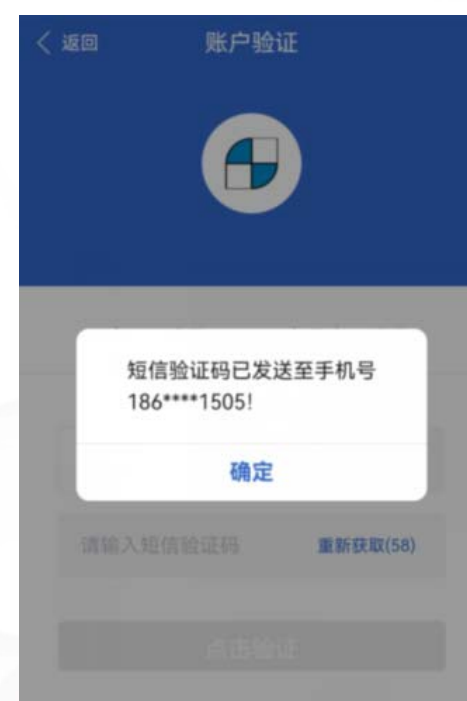 返回
账户验证
短信验证码已发送至手机号
186****1505!
确定
请输入短信验证码
重新获取(58)
点击验证